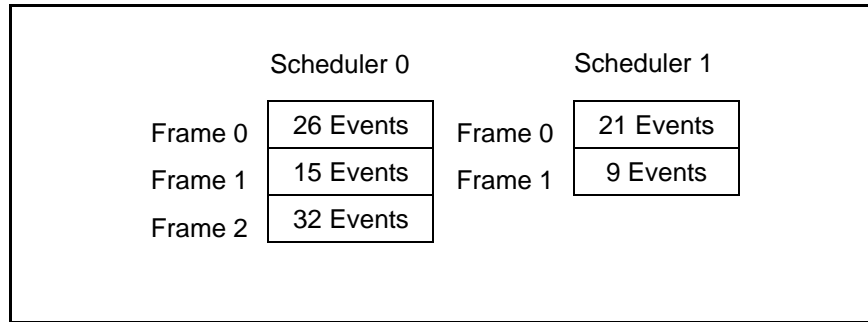 Scheduler 0 Scheduler 1
Frame 0 26 Events Frame 0 21 Events
Frame 1 15 Events Frame 1 9 Events
Frame 2 32 Events